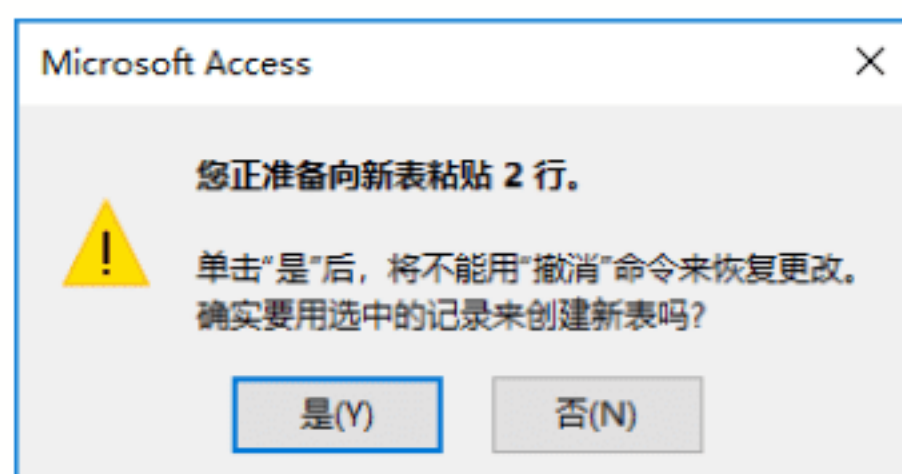 Microsoft Access
您正准备向新表粘贴 2 行。
单击“是”后，将不能用“撤消”命令来恢复更改。
确实要用选中的记录来创建新表吗?
是(Y) 否(N)